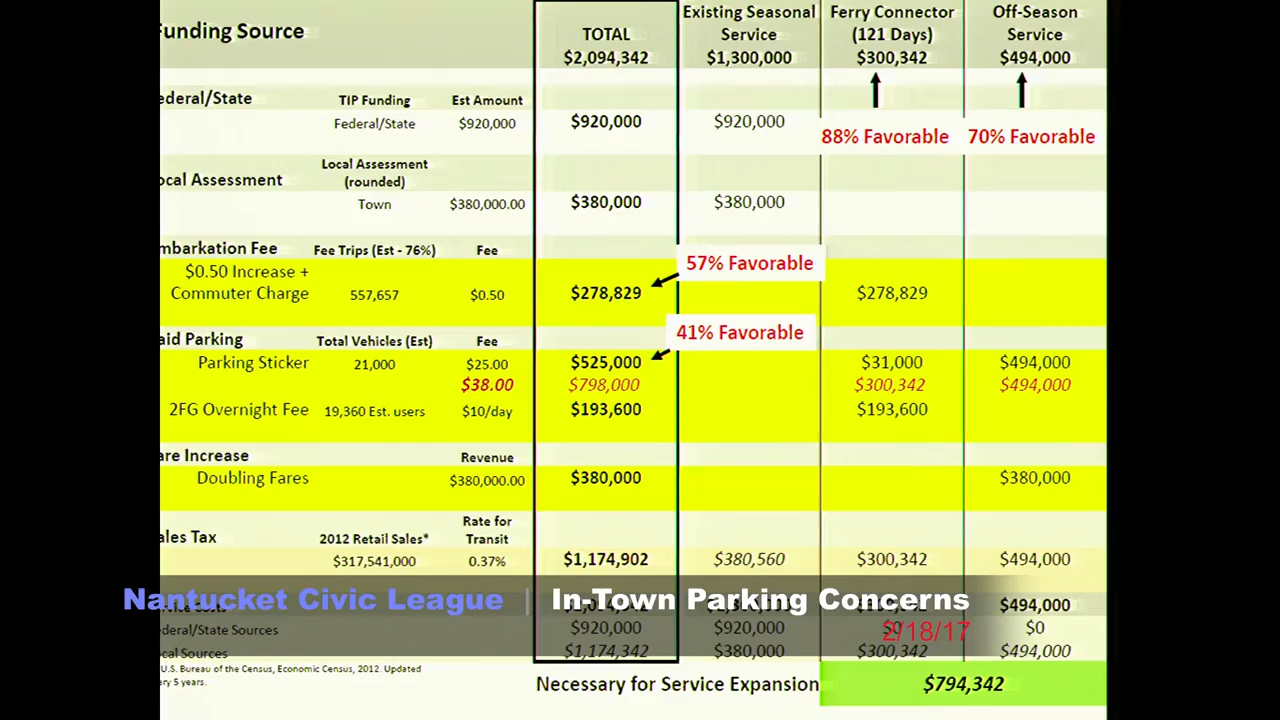 Funding Source TOTAL $2,094,342 Existing Seasonal Service $1,300,000 Ferry Connector (121 Days) $300,342 Off-Season Service $494,000
88% Favorable 70% Favorable
ederal/State TIP Funding Est Amount
Federal/State $920,000 $920,000 $920,000
ocal Assessment Local Assessment (rounded)
Town $380,000.00 $380,000 $380,000
mbarkation Fee Fee Trips (Est - 76%) Fee
57% Favorable
$0.50 Increase +
Commuter Charge 557,657 $0.50 $278,829 $278,829
41% Favorable
aid Parking Total Vehicles (Est) Fee
Parking Sticker 21,000 $25.00 $525,000 $31,000 $494,000
$38.00 $798,000 $300,342 $494,000
2FG Overnight Fee 19,360 Est. users $10/day $193,600 $193,600
are Increase Revenue
Doubling Fares $380,000.00 $380,000 $380,000
ales Tax 2012 Retail Sales* Rate for Transit
$317,541,000 0.37% $1,174,902 $380,560 $300,342 $494,000
Nantucket Civic League | In-Town Parking Concerns
2/18/17
$494,000
ederal/State Sources $920,000 $920,000 $0 $0
cal Sources $1,174,342 $380,000 $300,342 $494,000
U.S. Bureau of the Census, Economic Census, 2012. Updated
ry 5 years.
Necessary for Service Expansion $794,342